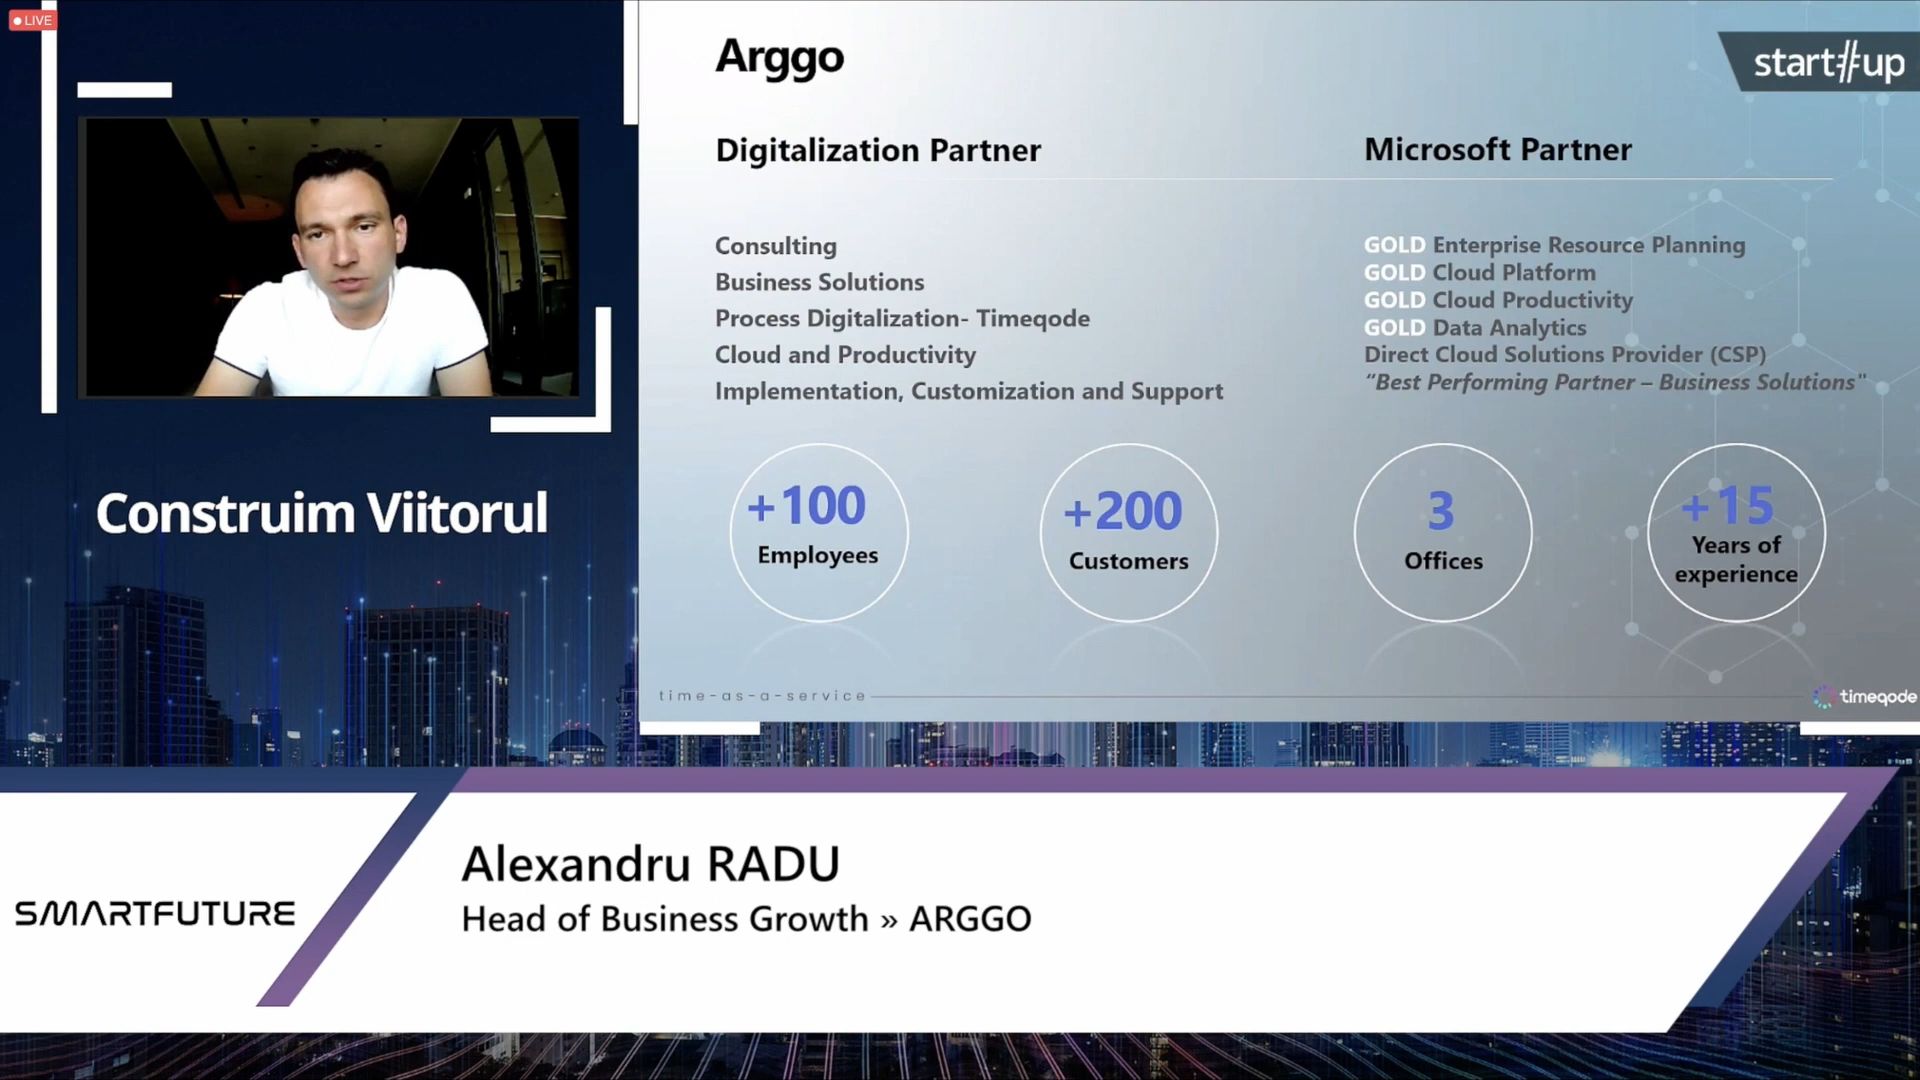 LIVE
Arggo
start#up
Digitalization Partner
Microsoft Partner
Consulting
Business Solutions
Process Digitalization- Timeqode
Cloud and Productivity
Implementation, Customization and Support
GOLD Enterprise Resource Planning
GOLD Cloud Platform
GOLD Cloud Productivity
GOLD Data Analytics
Direct Cloud Solutions Provider (CSP)
“Best Performing Partner – Business Solutions"
+100
Employees
+200
Customers
3
Offices
+15
Years of
experience
time-as-a-service
timeqode
Construim Viitorul
SMARTFUTURE
Alexandru RADU
Head of Business Growth » ARGGO